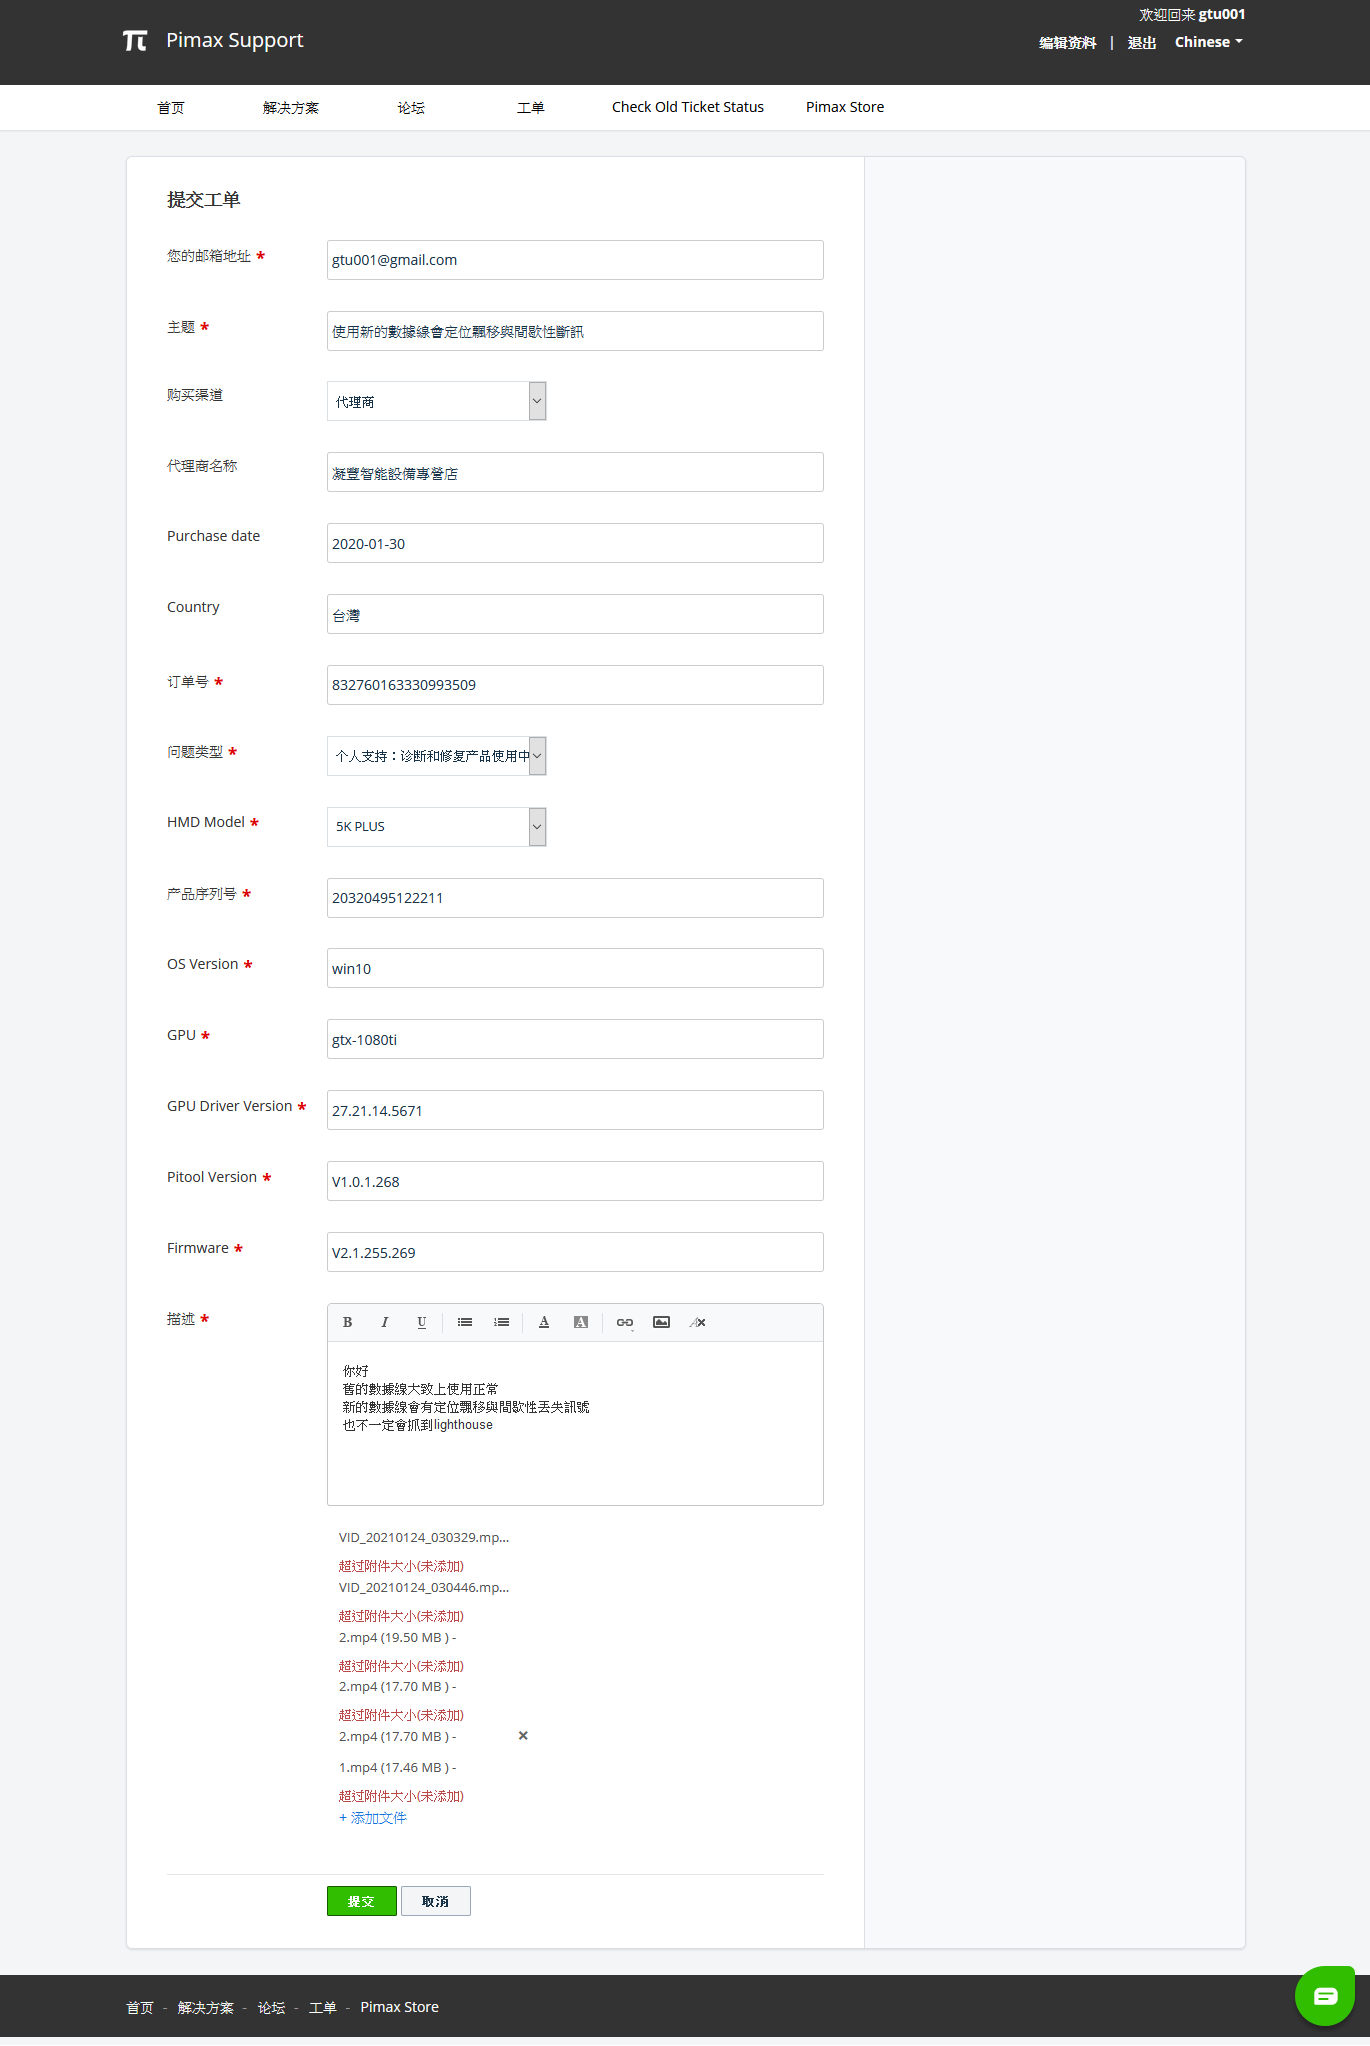 欢迎回来 gtu001
Pimax Support
编辑资料 | 退出 Chinese
首页 解决方案 论坛 工单 Check Old Ticket Status Pimax Store
提交工单
您的邮箱地址 *
gtu001@gmail.com
主题 *
使用新的數據線會定位飄移與間歇性斷訊
购买渠道
代理商
代理商名称
凝豐智能設備專營店
Purchase date
2020-01-30
Country
台灣
订单号 *
832760163330993509
问题类型 *
个人支持：诊断和修复产品使用中
HMD Model *
5K PLUS
产品序列号 *
20320495122211
OS Version *
win10
GPU *
gtx-1080ti
GPU Driver Version *
27.21.14.5671
Pitool Version *
V1.0.1.268
Firmware *
V2.1.255.269
描述 *
B I U A A
你好
舊的數據線大致上使用正常
新的數據線會有定位飄移與間歇性丟失訊號
也不一定會抓到lighthouse
VID_20210124_030329.mp...
超过附件大小(未添加)
VID_20210124_030446.mp...
超过附件大小(未添加)
2.mp4 (19.50 MB ) -
超过附件大小(未添加)
2.mp4 (17.70 MB ) -
超过附件大小(未添加)
2.mp4 (17.70 MB ) -
1.mp4 (17.46 MB ) -
超过附件大小(未添加)
+ 添加文件
提交 取消
首页 - 解决方案 - 论坛 - 工单 - Pimax Store